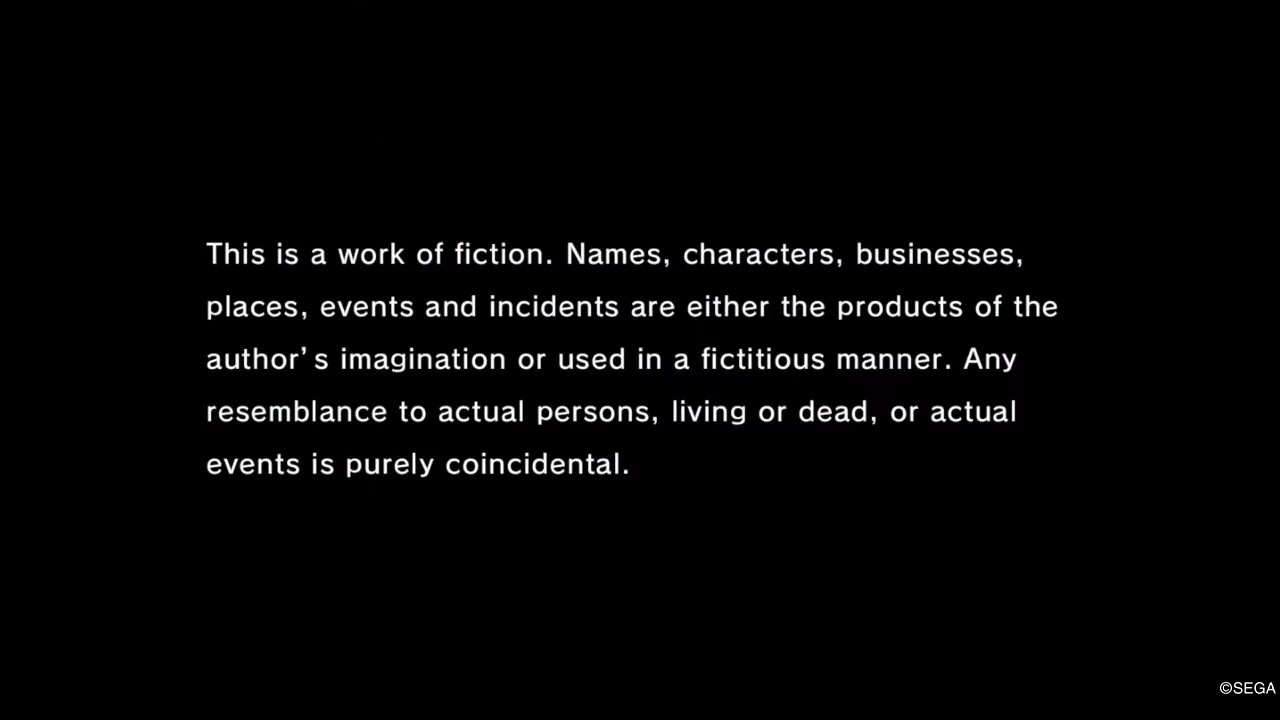 This is a work of fiction. Names, characters, businesses,
places, events and incidents are either the products of the
author’s imagination or used in a fictitious manner. Any
resemblance to actual persons, living or dead, or actual
events is purely coincidental.
©SEGA